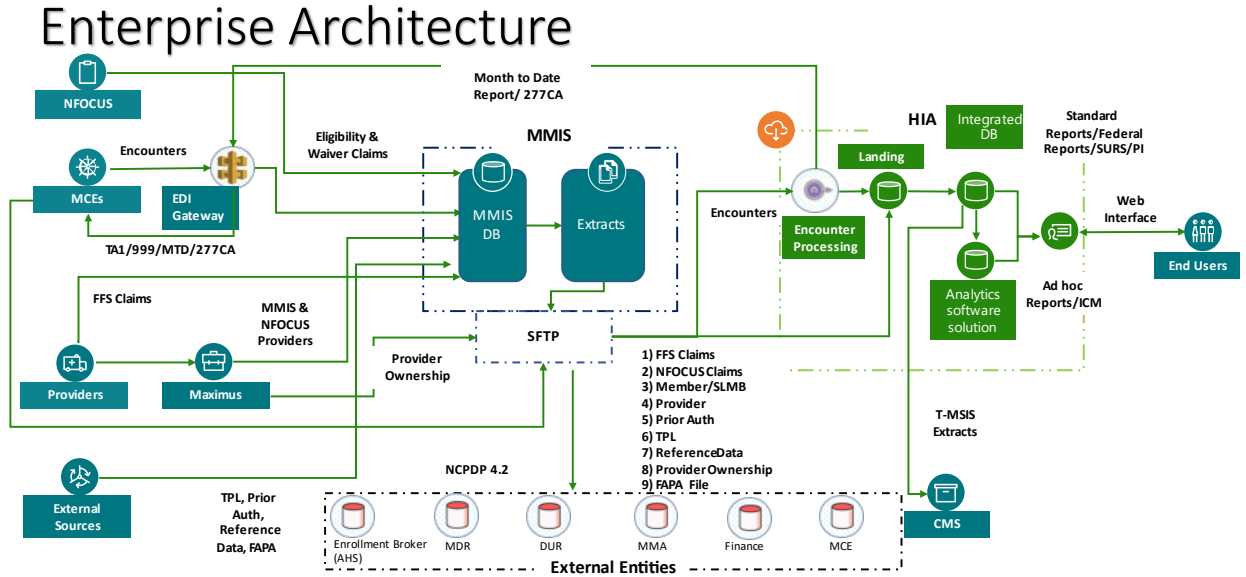 Enterprise Architecture
NFOCUS
Month to Date
Report/ 277CA
Encounters
MCEs
EDI
Gateway
TA1/999/MTD/277CA
Eligibility &
Waiver Claims
MMIS
MMIS
DB
Extracts
HIA
Integrated
DB
Standard
Reports/Federal
Reports/SURS/PI
Landing
Encounters
Encounter
Processing
Web
Interface
End Users
Analytics
software
solution
Ad hoc
Reports/ICM
FFS Claims
MMIS &
NFOCUS
Providers
SFTP
Provider
Ownership
Providers
Maximus
1) FFS Claims
2) NFOCUS Claims
3) Member/SLMB
4) Provider
5) Prior Auth
6) TPL
7) ReferenceData
8) Provider Ownership
9) FAPA File
T-MSIS
Extracts
NCPDP 4.2
External
Sources
TPL, Prior
Auth,
Reference
Data, FAPA
CMS
Enrollment Broker
(AHS)
MDR
DUR
MMA
Finance
MCE
External Entities